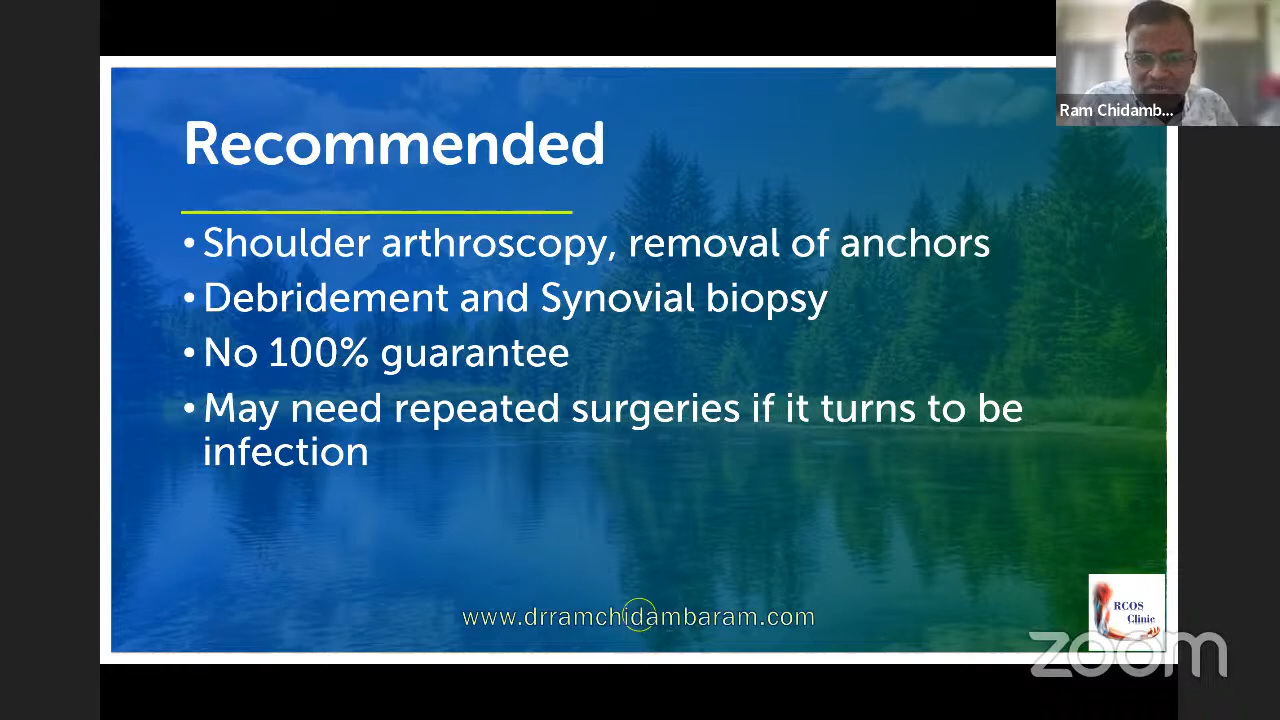 Ram Chidamb...
Recommended
• Shoulder arthroscopy, removal of anchors
• Debridement and Synovial biopsy
• No 100% guarantee
• May need repeated surgeries if it turns to be
infection
www.drramchidambaram.com
RCOS
Clinic
zoom